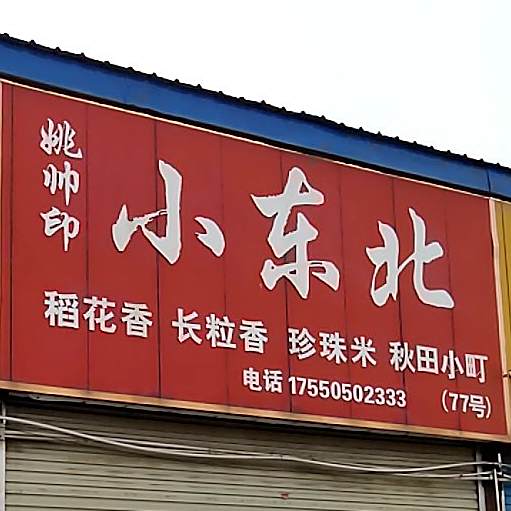 姚帅印
小东北
稻花香 长粒香 珍珠米 秋田小町
电话 17550502333 （77号）